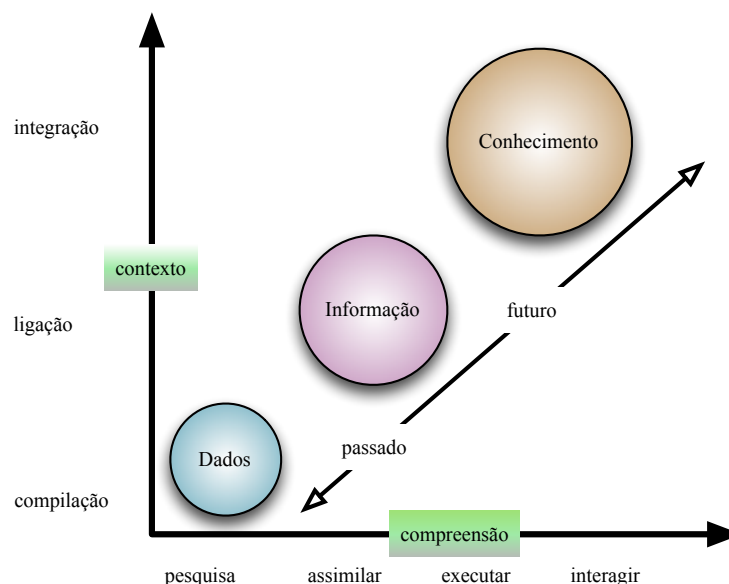 integração
Conhecimento
contexto
Informação
futuro
ligação
passado
Dados
compilação
compreensão
pesquisa
assimilar
executar
interagir